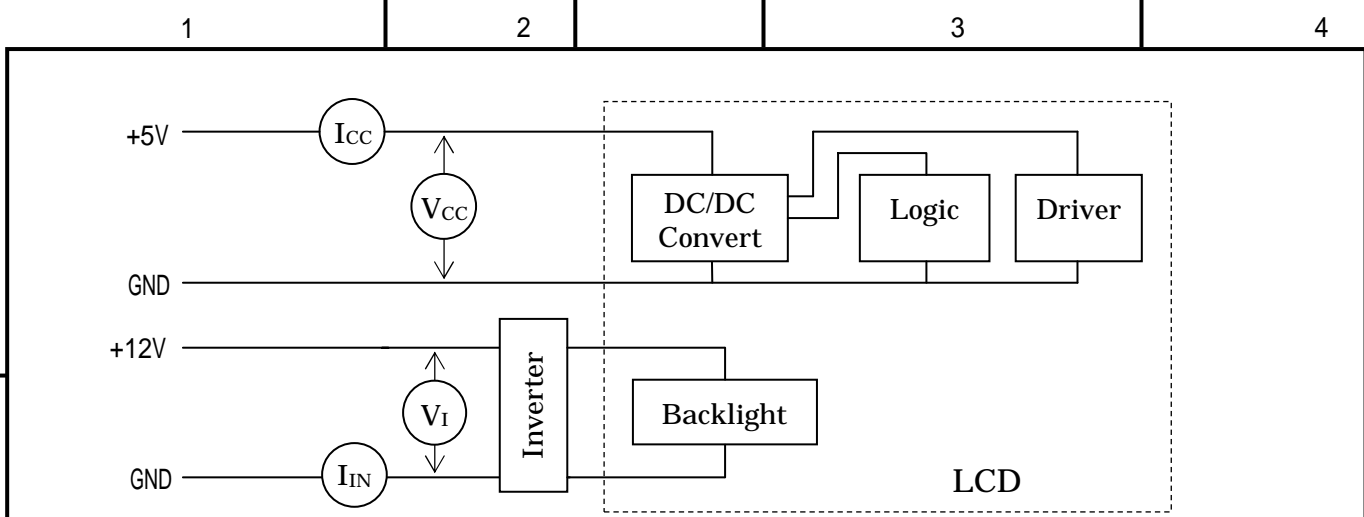 1 2 3 4
+5V ICC
VCC
DC/DC
Convert
Logic
Driver
GND
+12V
VI
Inverter
Backlight
GND IIN
LCD